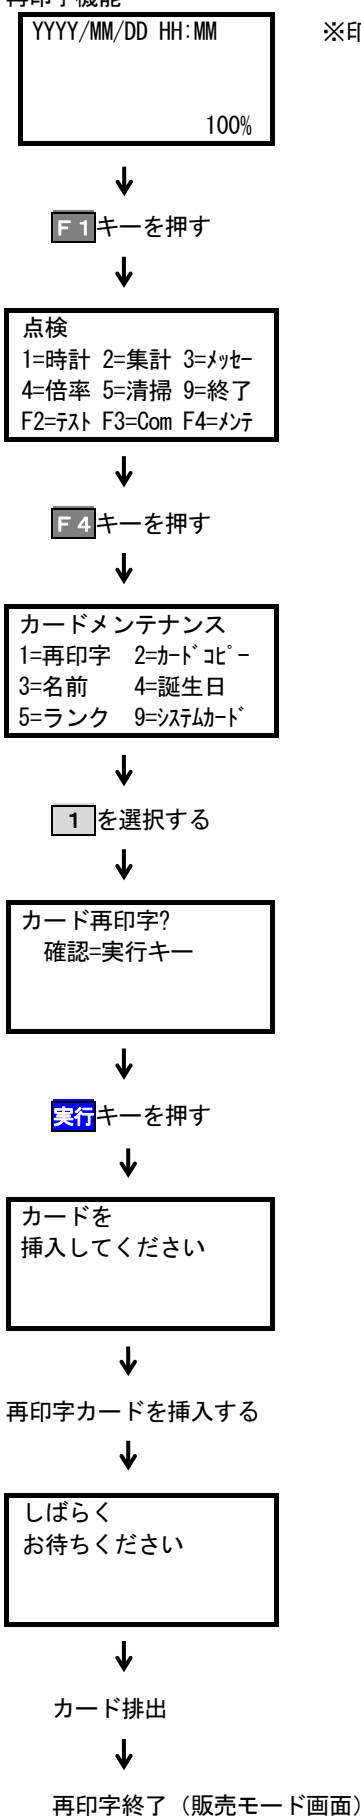 再印字機能
YYYY/MM/DD HH:MM
※印
100%
F1キーを押す
点検
1=時計 2=集計 3=ﾒｯｾｰ
4=倍率 5=清掃 9=終了
F2=ﾃｽﾄ F3=Com F4=ﾒﾝﾃ
F4キーを押す
カードメンテナンス
1=再印字 2=ｶｰﾄﾞｺﾋﾟｰ
3=名前 4=誕生日
5=ランク 9=ｼｽﾃﾑｶｰﾄﾞ
1 を選択する
カード再印字?
確認=実行キー
実行キーを押す
カードを
挿入してください
再印字カードを挿入する
しばらく
お待ちください
カード排出
再印字終了（販売モード画面）